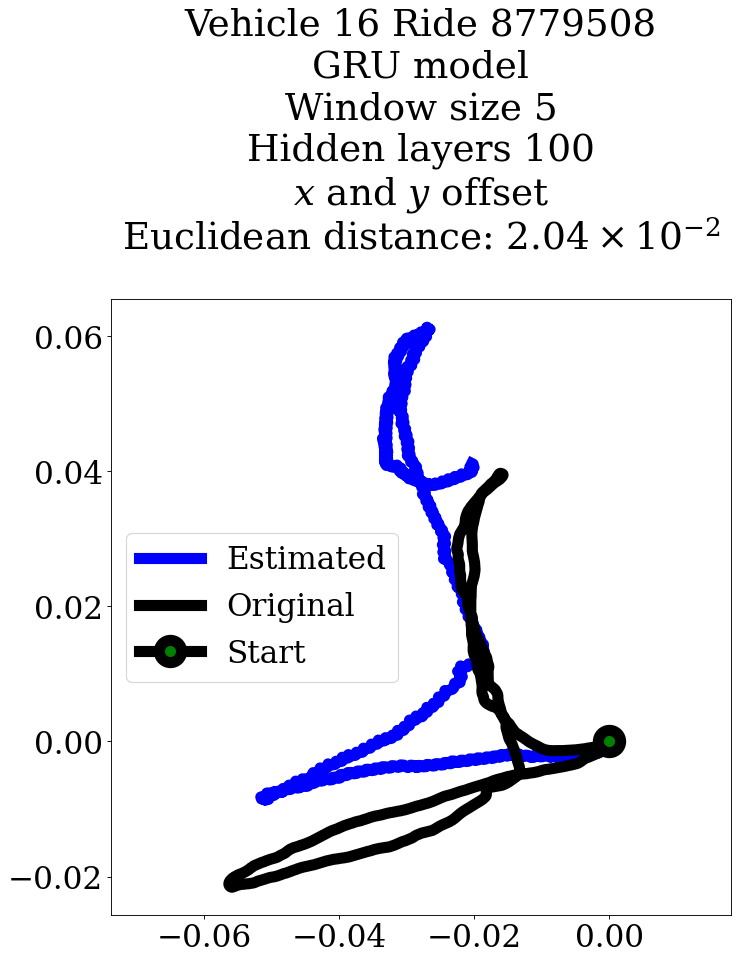 Vehicle 16 Ride 8779508
GRU model
Window size 5
Hidden layers 100
x and y offset
Euclidean distance: 2.04 × 10⁻²
0.06
0.04
0.02
0.00
−0.02
Estimated
Original
Start
−0.06 −0.04 −0.02 0.00